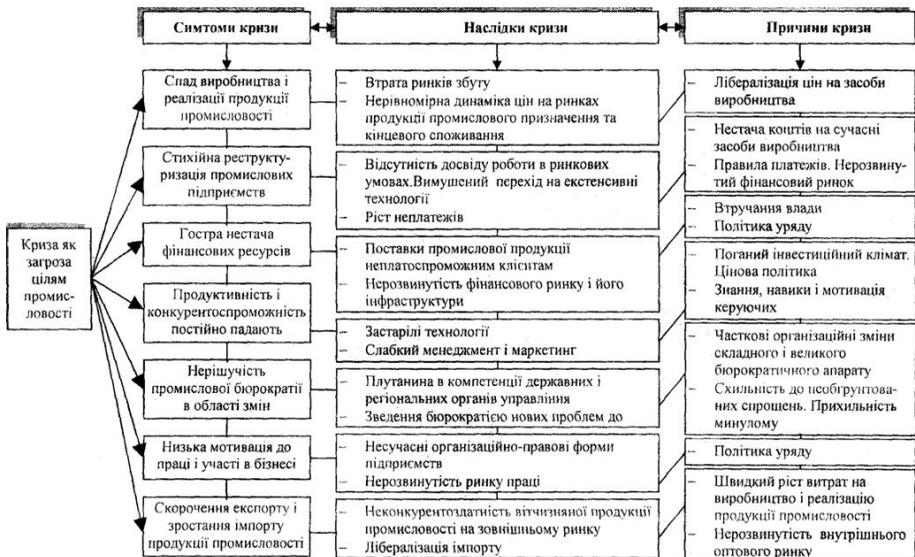 Симтоми кризи
Наслідки кризи
Причини кризи
Криза як
загроза
цілям
промис-
ловості
Спад виробництва і
реалізації продукції
промисловості
Стихійна реструкту-
ризація промислових
підприємств
Гостра нестача
фінансових ресурсів
Продуктивність і
конкурентоспроможність
постійно падають
Нерішучість
промислової бюрократії
в області змін
Низька мотивація до
праці і участі в бізнесі
Скорочення експорту і
зростання імпорту
продукції промисловості
– Втрата ринків збуту
– Нерівномірна динаміка цін на ринках
продукції промислового призначення та
кінцевого споживання
– Відсутність досвіду роботи в ринкових
умовах.Вимушений перехід на екстенсивні
технології
– Ріст неплатежів
– Поставки промислової продукції
неплатоспроможним клієнтам
– Нерозвинутість фінансового ринку і його
інфраструктури
– Застарілі технології
– Слабкий менеджмент і маркетинг
– Плутанина в компетенції державних і
регіональних органів управління
– Зведення бюрократією нових проблем до
– Несучасні організаційно-правові форми
підприємств
– Нерозвинутість ринку праці
– Неконкурентоздатність вітчизняної продукції
промисловості на зовнішньому ринку
– Лібералізація імпорту
– Лібералізація цін на засоби
виробництва
– Нестача коштів на сучасні
засоби виробництва
– Правила платежів. Нерозвину-
тий фінансовий ринок
– Втручання влади
– Політика уряду
– Поганий інвестиційний клімат.
Цінова політика
– Знання, навики і мотивація
керуючих
– Часткові організаційні зміни
складного і великого
бюрократичного апарату
– Схильність до необгрунтова-
них спрощень. Прихильність
минулому
– Політика уряду
– Швидкий ріст витрат на
виробництво і реалізацію
продукції промисловості
– Нерозвинутість внутрішнього
оптового ринку